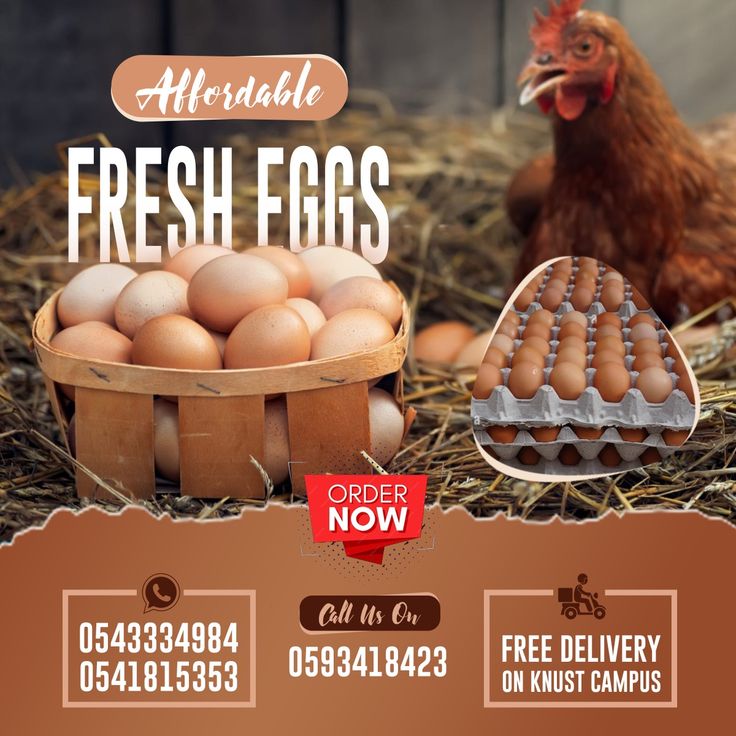 Affordable
FRESH EGGS
ORDER
NOW
0543334984
0541815353
Call Us On
0593418423
FREE DELIVERY
ON KNUST CAMPUS